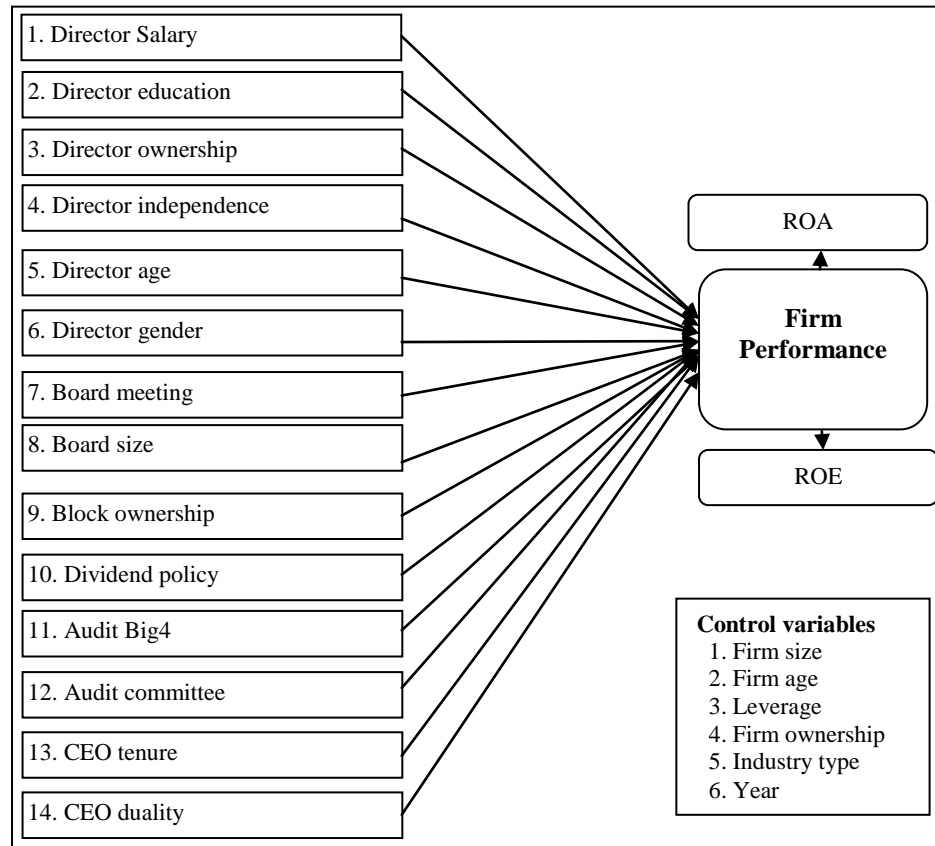 1. Director Salary
2. Director education
3. Director ownership
4. Director independence
5. Director age
6. Director gender
7. Board meeting
8. Board size
9. Block ownership
10. Dividend policy
11. Audit Big4
12. Audit committee
13. CEO tenure
14. CEO duality
ROA
Firm
Performance
ROE
Control variables
1. Firm size
2. Firm age
3. Leverage
4. Firm ownership
5. Industry type
6. Year